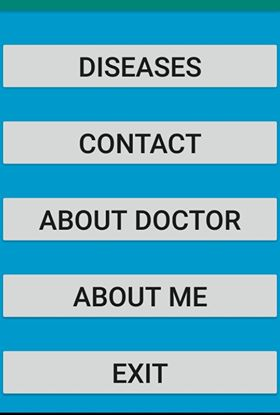 DISEASES
CONTACT
ABOUT DOCTOR
ABOUT ME
EXIT